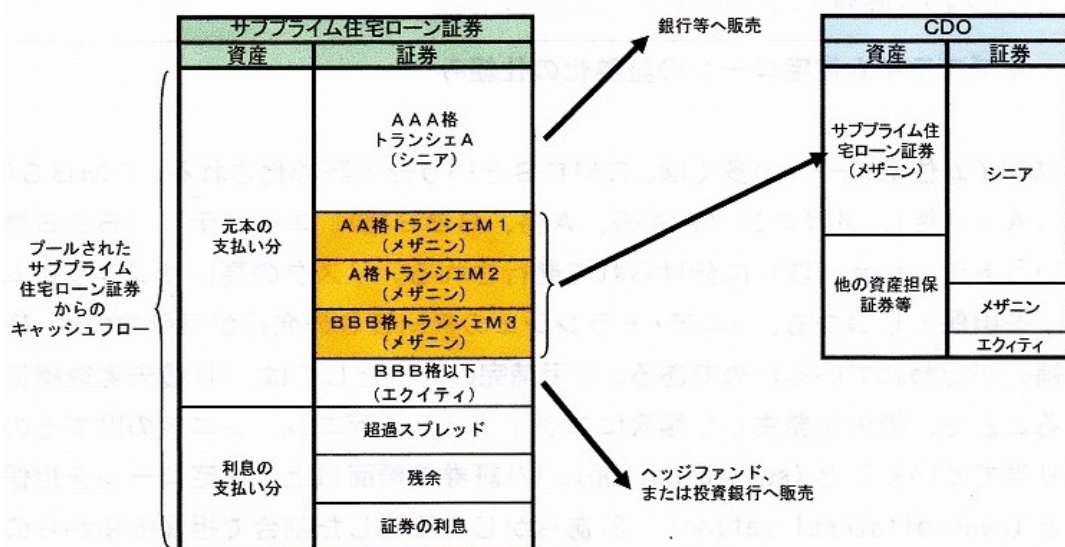 サブプライム住宅ローン証券
資産
証券
プールされた
サブプライム
住宅ローン証券
からの
キャッシュフロー
元本の
支払い分
利息の
支払い分
AAA格
トランシェA
(シニア)
AA格トランシェM1
(メザニン)
A格トランシェM2
(メザニン)
BBB格トランシェM3
(メザニン)
BBB格以下
(エクイティ)
超過スプレッド
残余
証券の利息
銀行等へ販売
ヘッジファンド、
または投資銀行へ販売
CDO
資産
証券
サブプライム住
宅ローン証券
(メザニン)
他の資産担保
証券等
シニア
メザニン
エクィティ